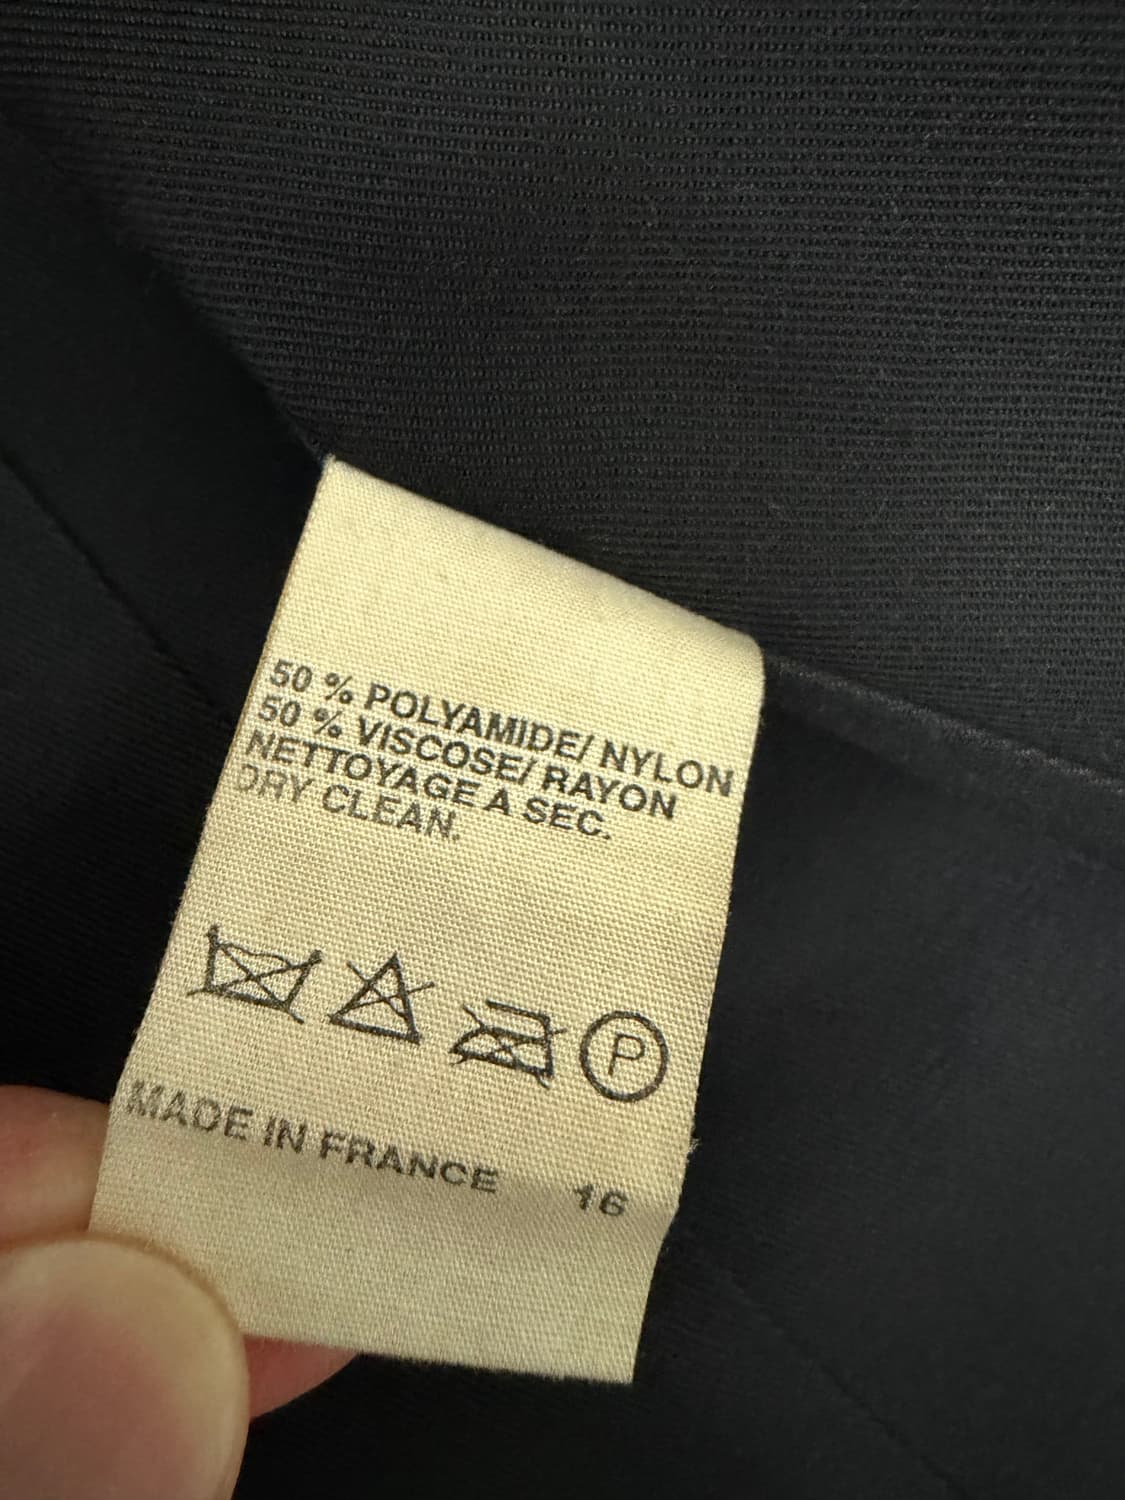 50 % POLYAMIDE/ NYLON
50 % VISCOSE/ RAYON
NETTOYAGE A SEC.
DRY CLEAN.
P
MADE IN FRANCE 16